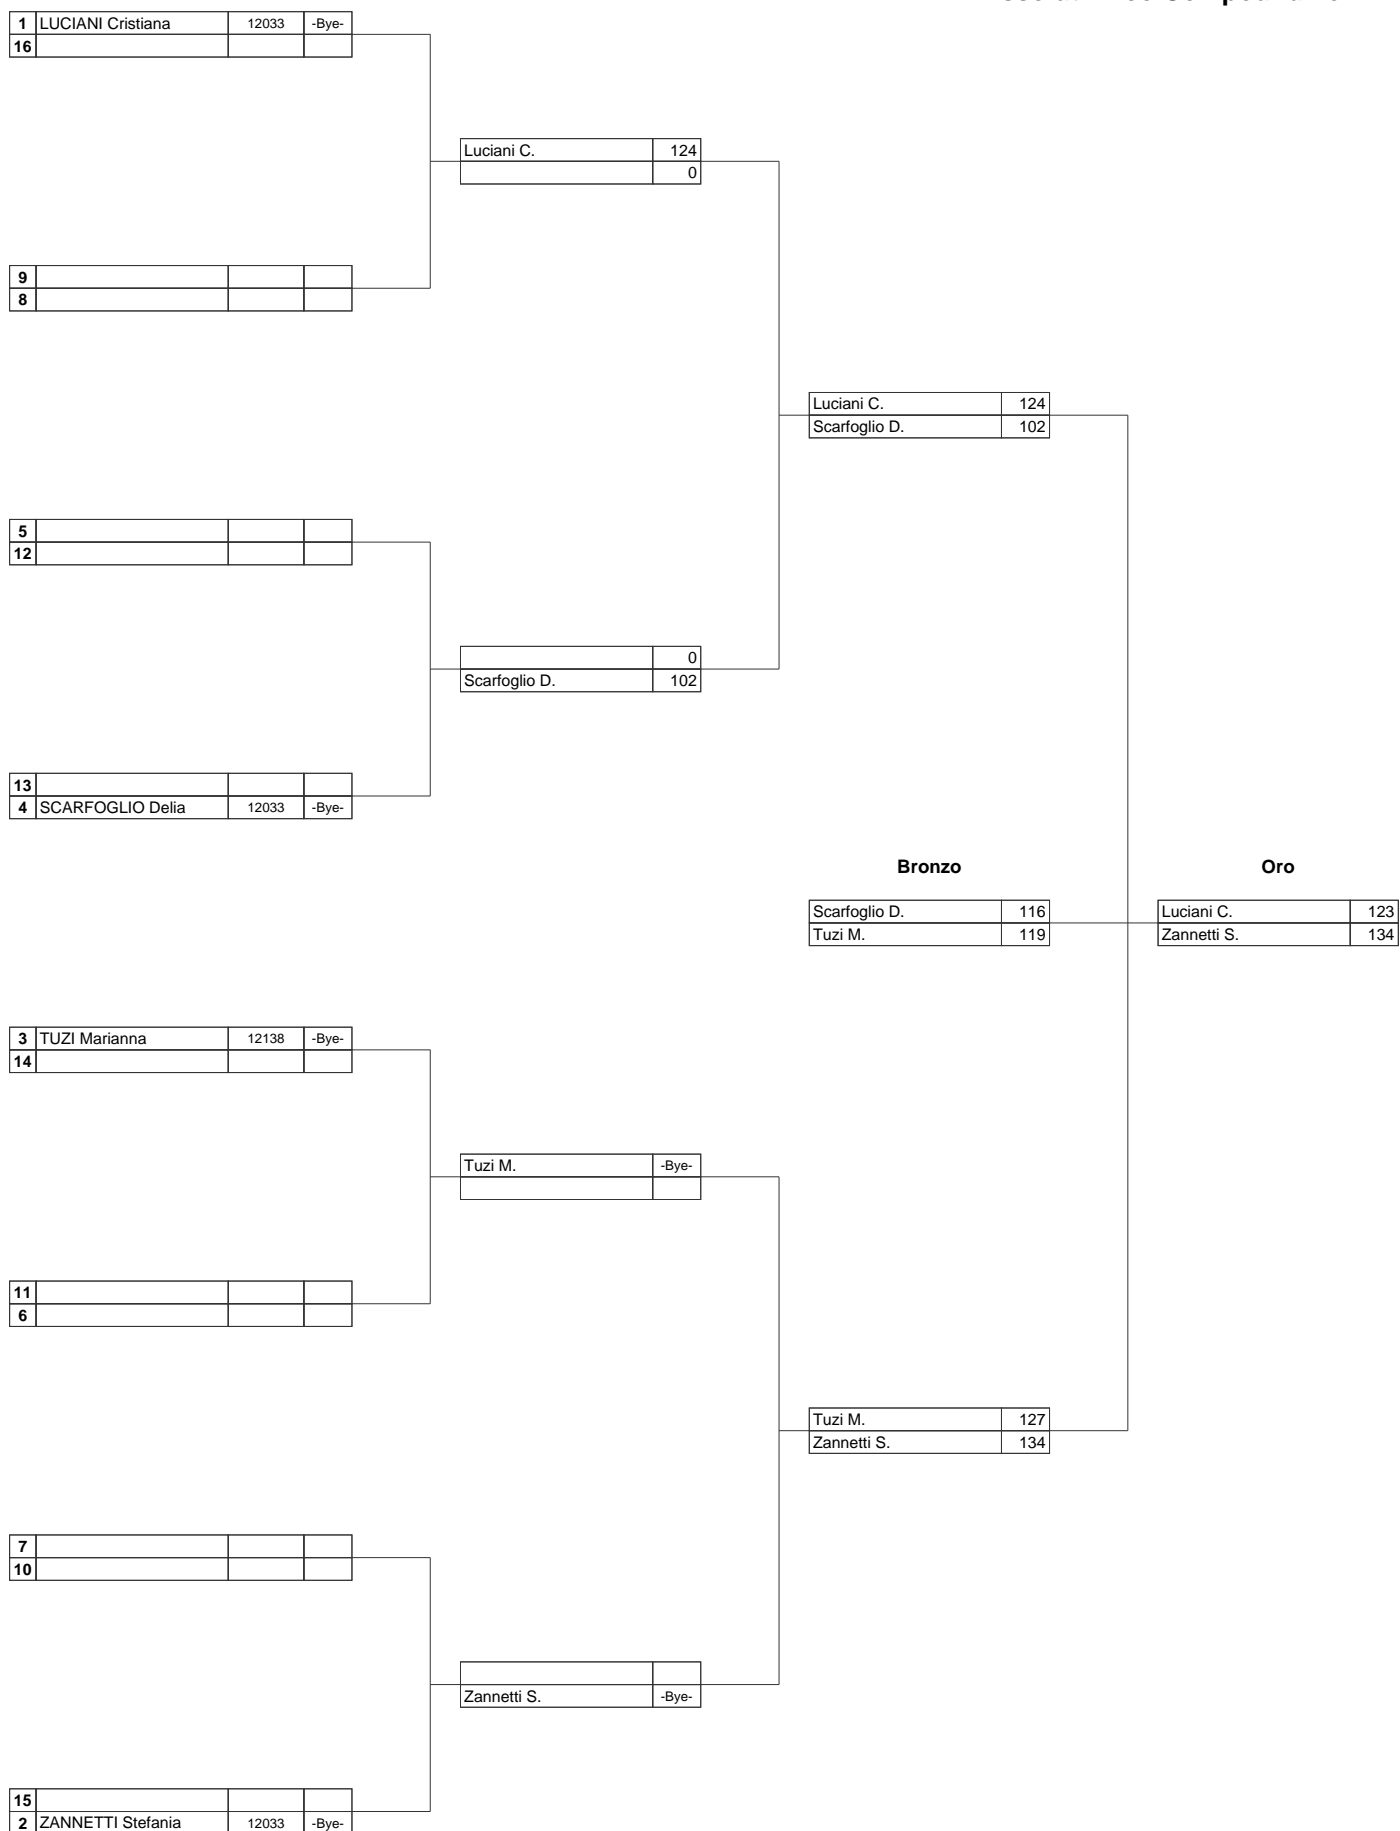 1 LUCIANI Cristiana 12033 -Bye-
16
Luciani C. 124
0
9
8
Luciani C. 124
Scarfoglio D. 102
5
12
0
Scarfoglio D. 102
13
4 SCARFOGLIO Delia 12033 -Bye-
Bronzo Oro
Scarfoglio D. 116 Luciani C. 123
Tuzi M. 119 Zannetti S. 134
3 TUZI Marianna 12138 -Bye-
14
Tuzi M. -Bye-
11
6
Tuzi M. 127
Zannetti S. 134
7
10
Zannetti S. -Bye-
15
2 ZANNETTI Stefania 12033 -Bye-